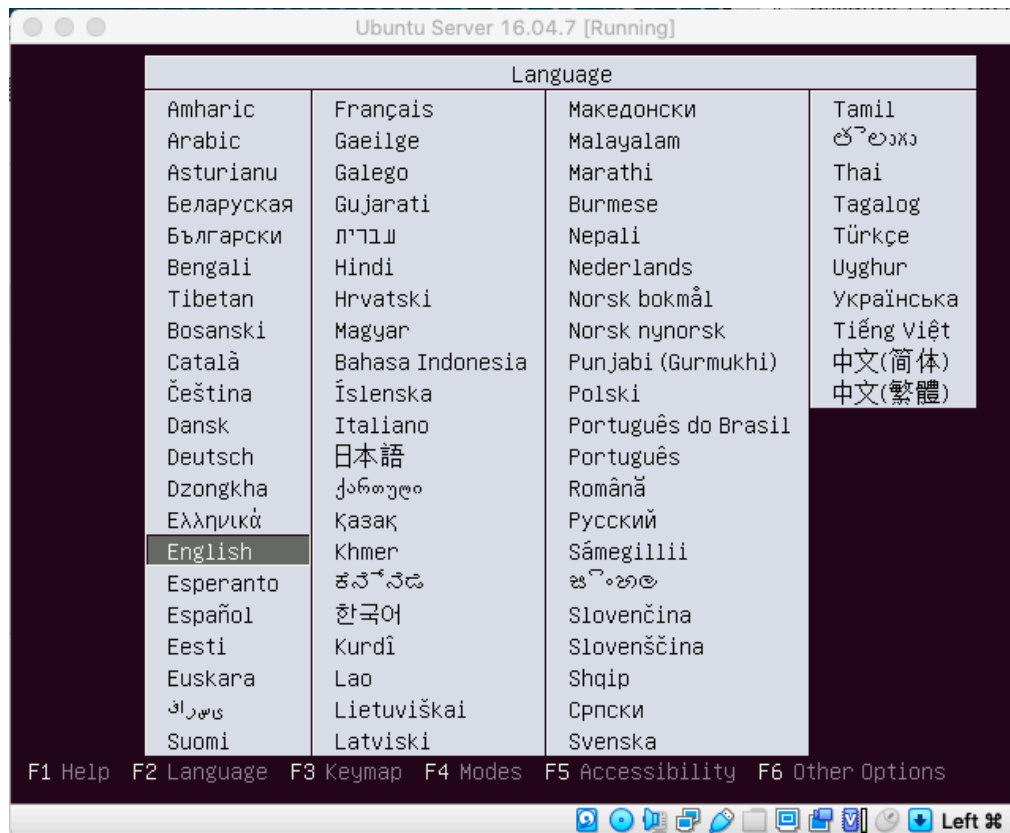 Ubuntu Server 16.04.7 [Running]
Language
Amharic
Arabic
Asturianu
Беларуская
Български
Bengali
Tibetan
Bosanski
Català
Čeština
Dansk
Deutsch
Dzongkha
Ελληνικά
English
Esperanto
Español
Eesti
Euskara
ﻰﺳرﺎﻓ
Suomi
Français
Gaeilge
Galego
Gujarati
עברית
Hindi
Hrvatski
Magyar
Bahasa Indonesia
Íslenska
Italiano
日本語
ქართული
Қазақ
Khmer
ಕನ್ನಡ
한국어
Kurdî
Lao
Lietuviškai
Latviski
Македонски
Malayalam
Marathi
Burmese
Nepali
Nederlands
Norsk bokmål
Norsk nynorsk
Punjabi (Gurmukhi)
Polski
Português do Brasil
Português
Română
Русский
Sámegillii
සිංහල
Slovenčina
Slovenščina
Shqip
Српски
Svenska
Tamil
తెలుగు
Thai
Tagalog
Türkçe
Uyghur
Українська
Tiếng Việt
中文(简体)
中文(繁體)
F1 Help F2 Language F3 Keymap F4 Modes F5 Accessibility F6 Other Options
Left ⌘